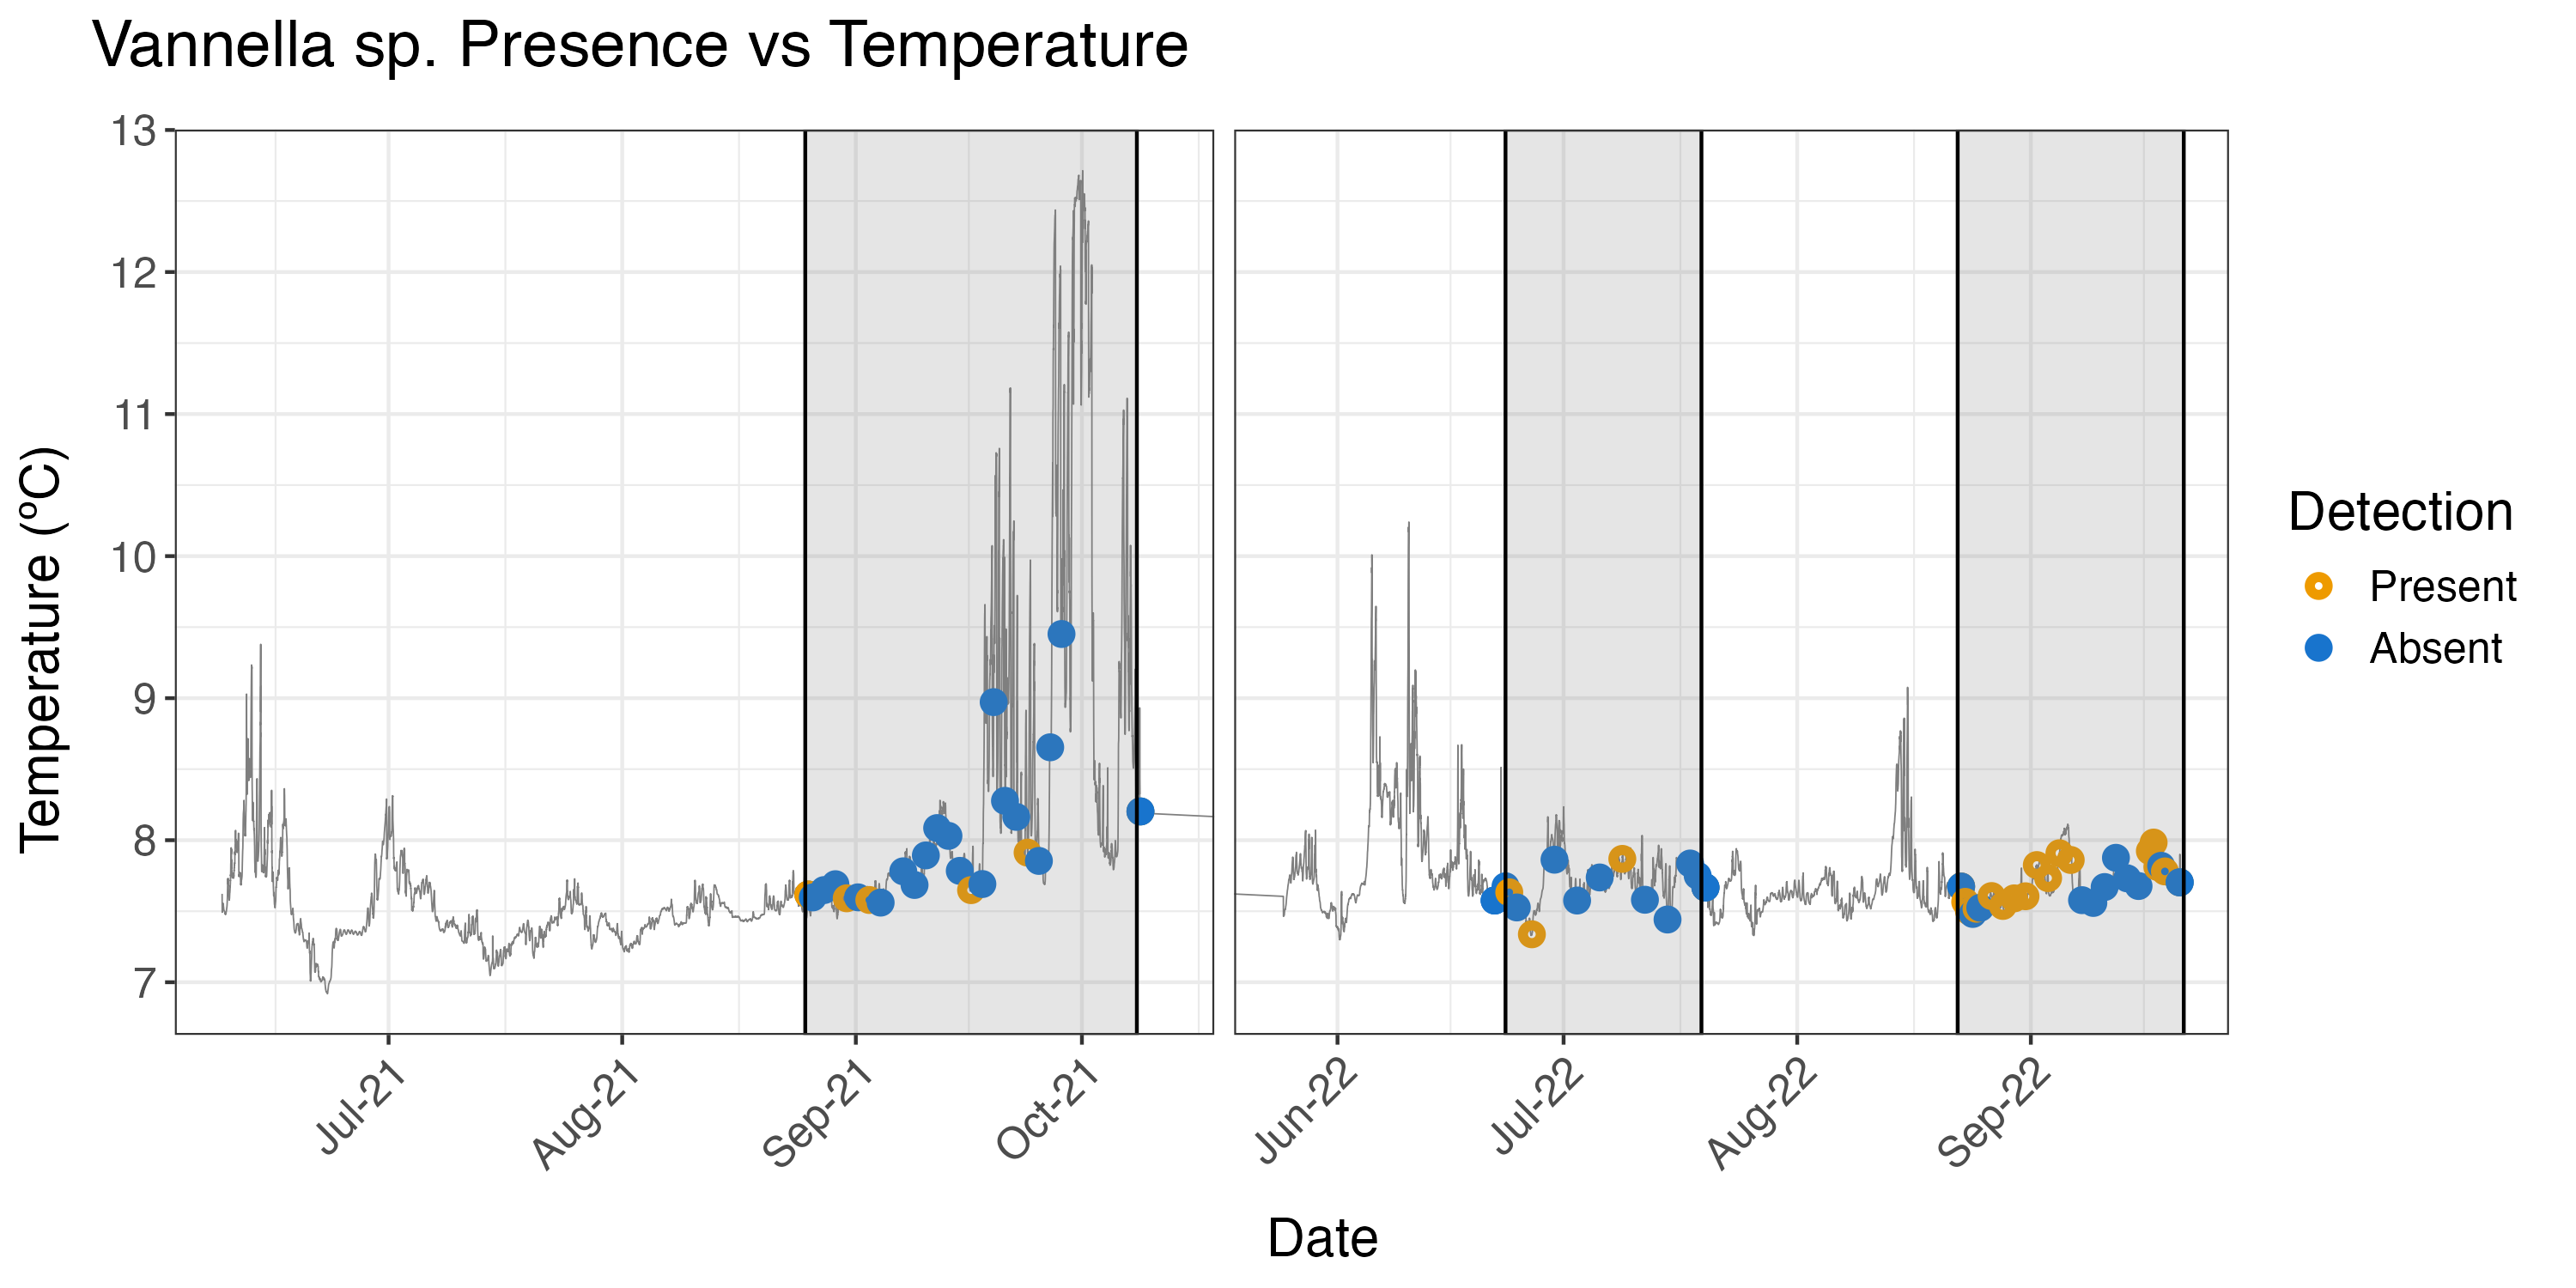 Vannella sp. Presence vs Temperature
Temperature (ºC)
13
12
11
10
9
8
7
Jul-21
Aug-21
Sep-21
Oct-21
Jun-22
Jul-22
Aug-22
Sep-22
Date
Detection
Present
Absent